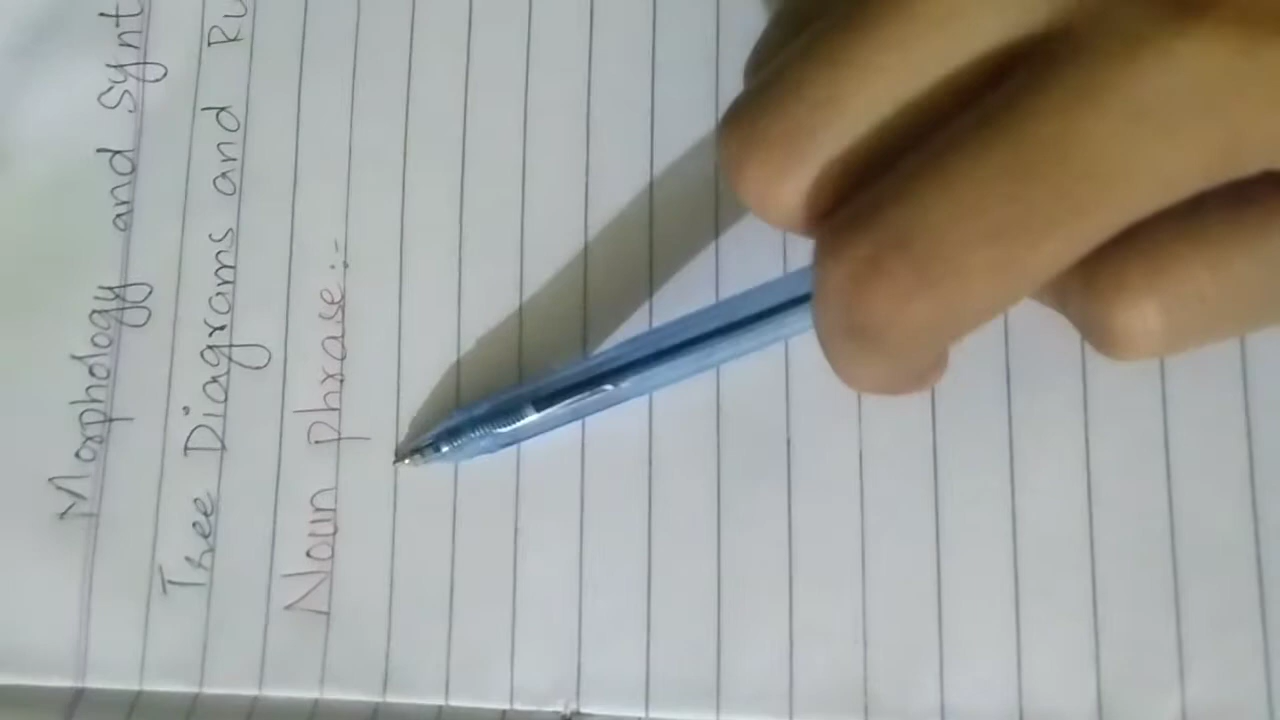 Morphology and synt
Tree Diagrams and Ru
Noun phrase:-